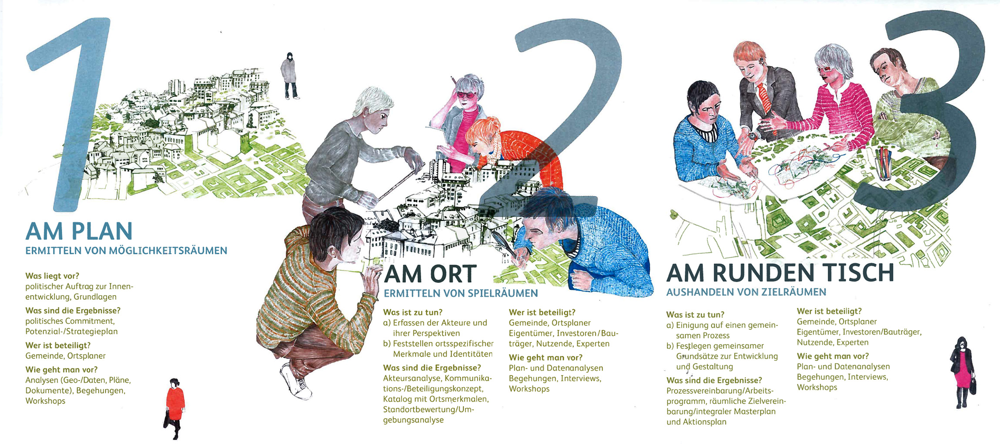 1
AM PLAN
ERMITTELN VON MÖGLICHKEITSRÄUMEN
Was liegt vor?
politischer Auftrag zur Innen-
entwicklung, Grundlagen
Was sind die Ergebnisse?
politisches Commitment,
Potenzial-/Strategieplan
Wer ist beteiligt?
Gemeinde, Ortsplaner
Wie geht man vor?
Analysen (Geo-/Daten, Pläne,
Dokumente), Begehungen,
Workshops
2
AM ORT
ERMITTELN VON SPIELRÄUMEN
Was ist zu tun?
a) Erfassen der Akteure und
ihrer Perspektiven
b) Feststellen ortsspezifischer
Merkmale und Identitäten
Was sind die Ergebnisse?
Akteursanalyse, Kommunika-
tions-/Beteiligungskonzept,
Katalog mit Ortsmerkmalen,
Standortbewertung/Um-
gebungsanalyse
Wer ist beteiligt?
Gemeinde, Ortsplaner
Eigentümer, Investoren/Bau-
träger, Nutzende, Experten
Wie geht man vor?
Plan- und Datenanalysen
Begehungen, Interviews,
Workshops
3
AM RUNDEN TISCH
AUSHANDELN VON ZIELRÄUMEN
Was ist zu tun?
a) Einigung auf einen gemein-
samen Prozess
b) Festlegen gemeinsamer
Grundsätze zur Entwicklung
und Gestaltung
Was sind die Ergebnisse?
Prozessvereinbarung/Arbeits-
programm, räumliche Zielverein-
barung/integraler Masterplan
und Aktionsplan
Wer ist beteiligt?
Gemeinde, Ortsplaner
Eigentümer, Investoren/Bauträger,
Nutzende, Experten
Wie geht man vor?
Plan- und Datenanalysen
Begehungen, Interviews,
Workshops